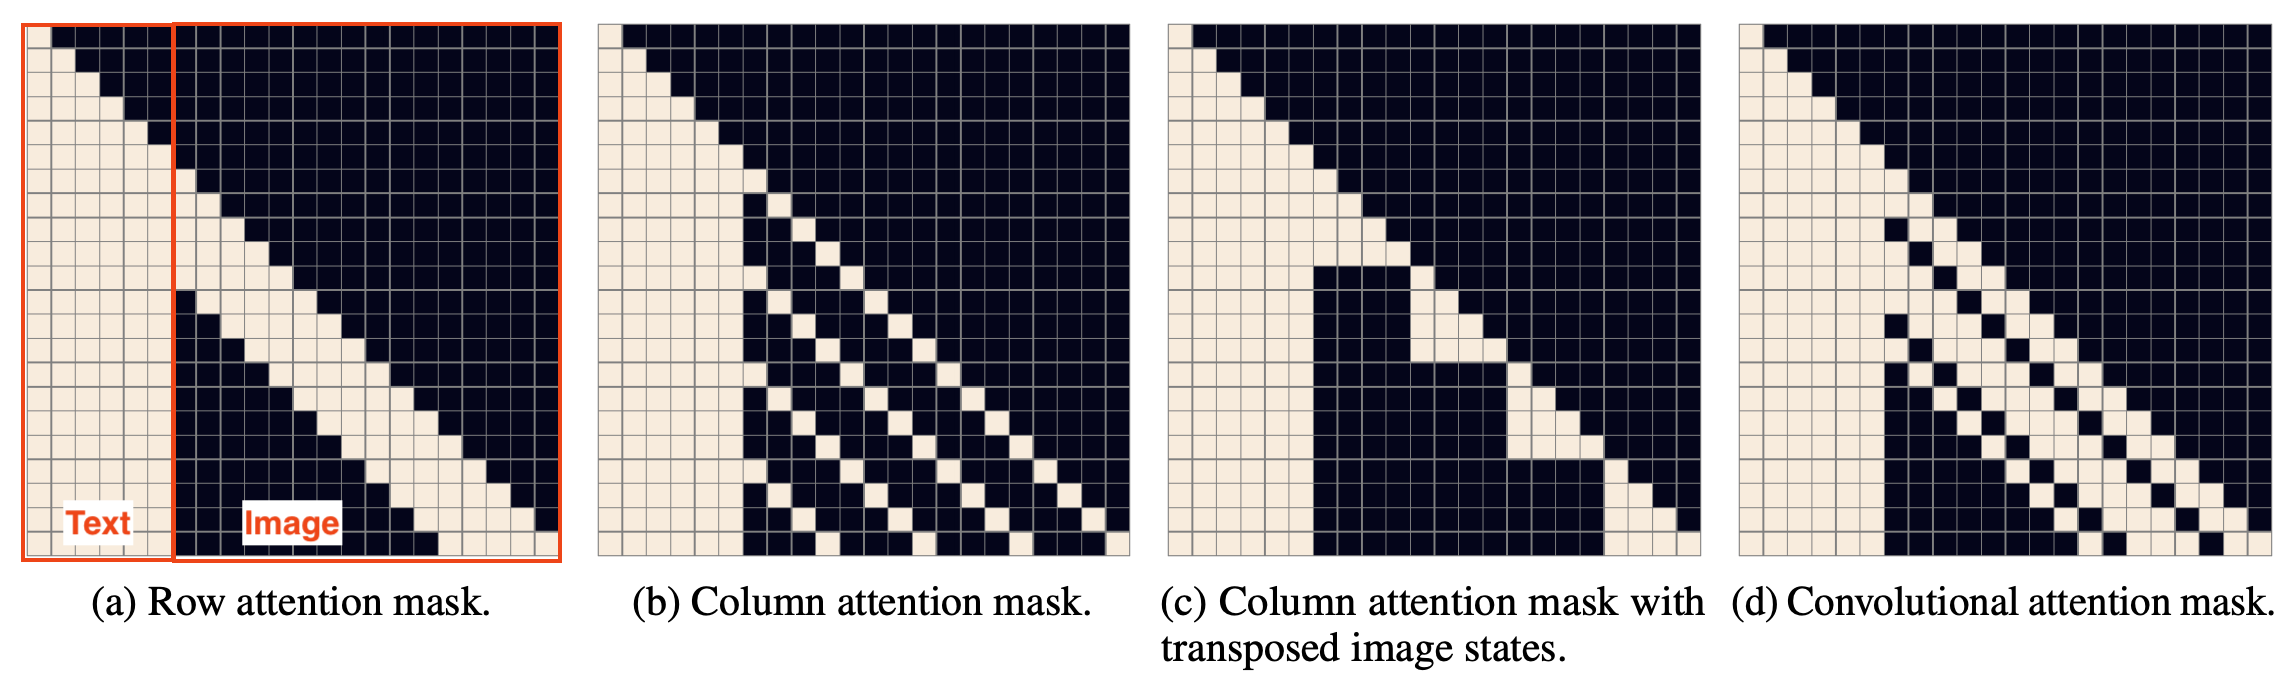 Text
Image
(a) Row attention mask.
(b) Column attention mask.
(c) Column attention mask with
transposed image states.
(d) Convolutional attention mask.